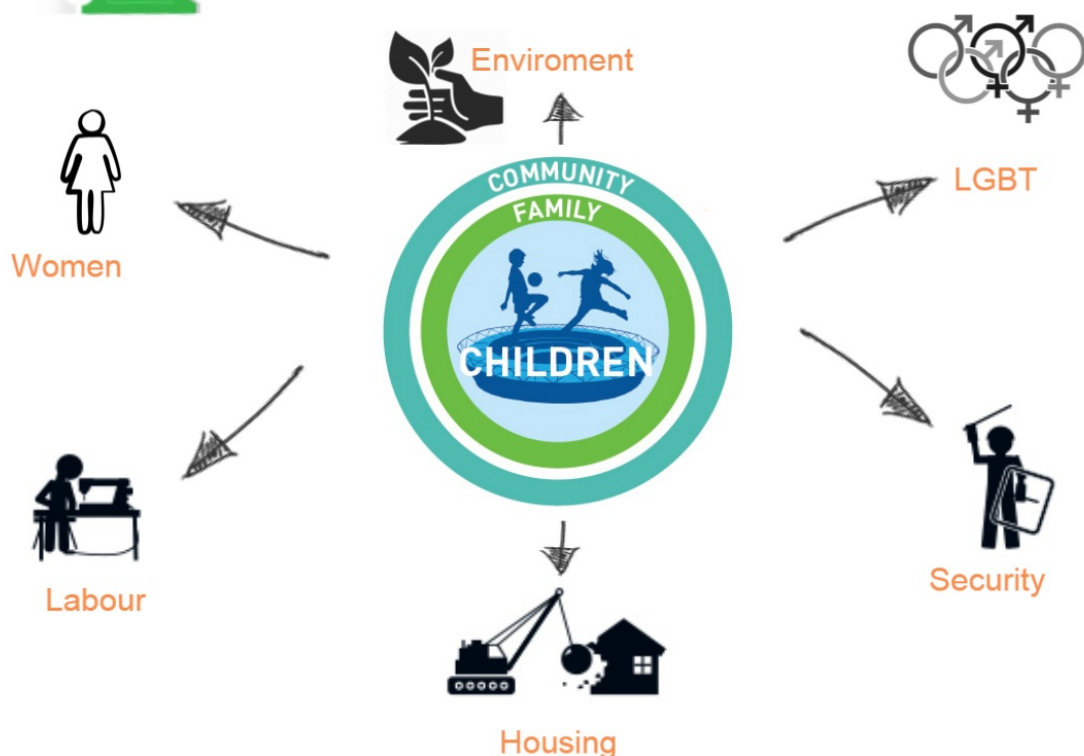 Enviroment
LGBT
Women
COMMUNITY
FAMILY
CHILDREN
Labour
Security
Housing